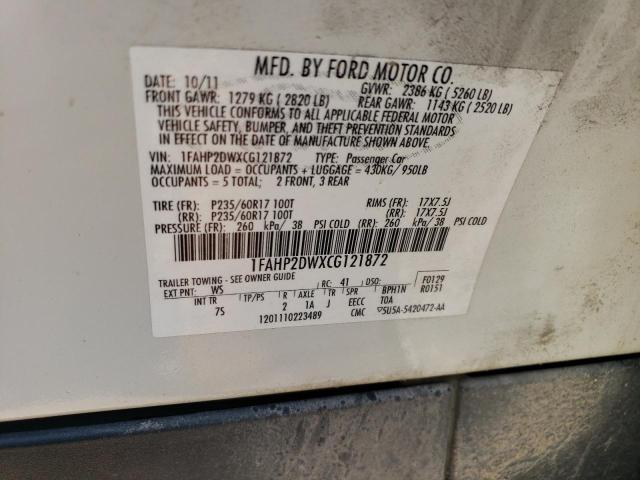 MFD. BY FORD MOTOR CO.
DATE: 10/11 GVWR: 2386 KG ( 5260 LB)
FRONT GAWR: 1279 KG ( 2820 LB) REAR GAWR: 1143 KG ( 2520 LB)
THIS VEHICLE CONFORMS TO ALL APPLICABLE FEDERAL MOTOR
VEHICLE SAFETY, BUMPER, AND THEFT PREVENTION STANDARDS
IN EFFECT ON THE DATE OF MANUFACTURE SHOWN ABOVE.
VIN: 1FAHP2DWXCG121872 TYPE: Passenger Car
MAXIMUM LOAD = OCCUPANTS + LUGGAGE = 430KG/ 950LB
OCCUPANTS = 5 TOTAL; 2 FRONT, 3 REAR
TIRE (FR): P235/60R17 100T RIMS (FR): 17X7.5J
(RR): P235/60R17 100T (RR): 17X7.5J
PRESSURE (FR): 260 kPa/ 38 PSI COLD (RR): 260 kPa/ 38 PSI COLD
1FAHP2DWXCG121872
TRAILER TOWING - SEE OWNER GUIDE
EXT PNT: WS RC: 41 DSO: F0129
INT TR TP/PS R AXLE TR SPR BPH1N R0151
7S 2 1A J EECC TOA
1201110223489 CMC 5U5A-5420472-AA